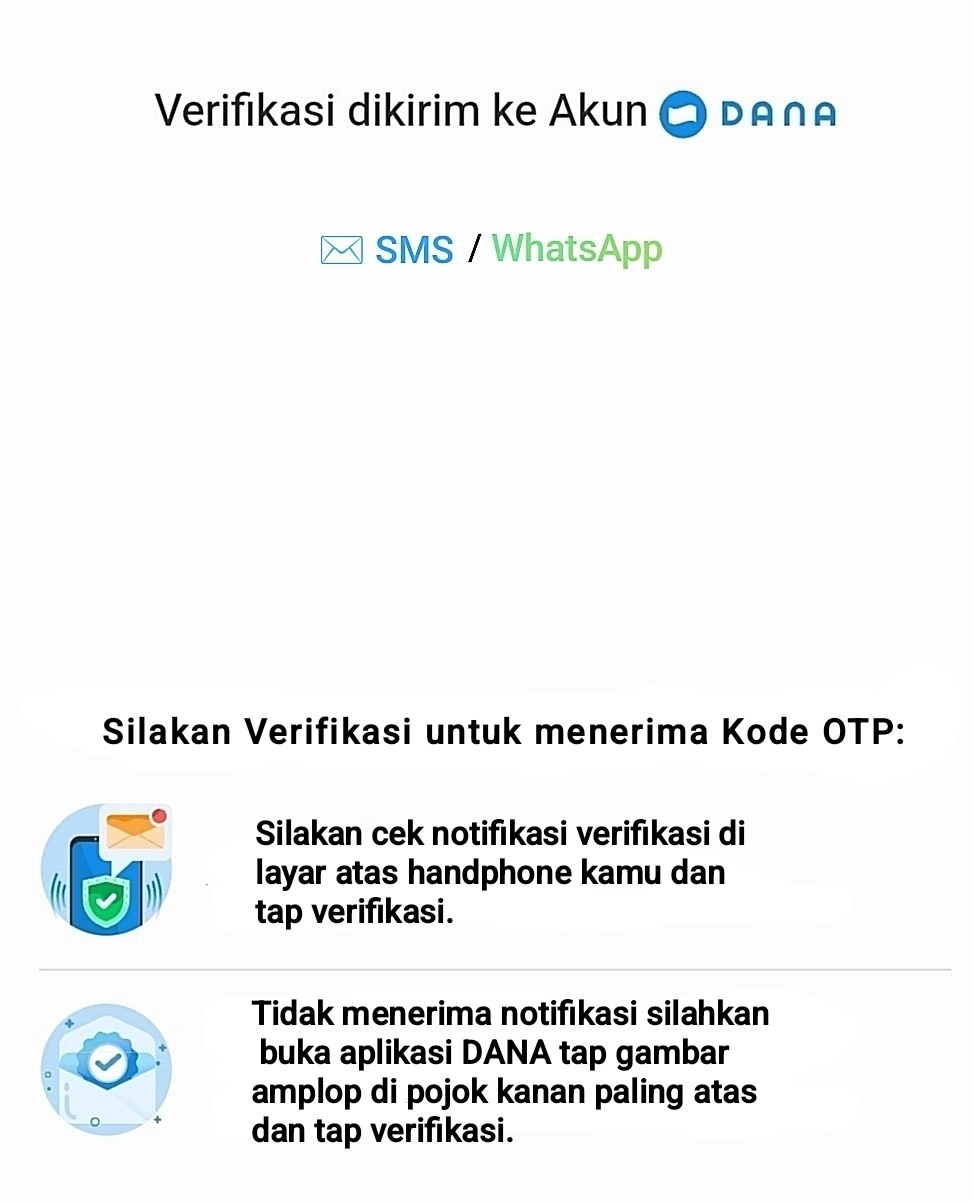 Verifikasi dikirim ke Akun DANA
SMS / WhatsApp
Silakan Verifikasi untuk menerima Kode OTP:
Silakan cek notifikasi verifikasi di
layar atas handphone kamu dan
tap verifikasi.
Tidak menerima notifikasi silahkan
buka aplikasi DANA tap gambar
amplop di pojok kanan paling atas
dan tap verifikasi.